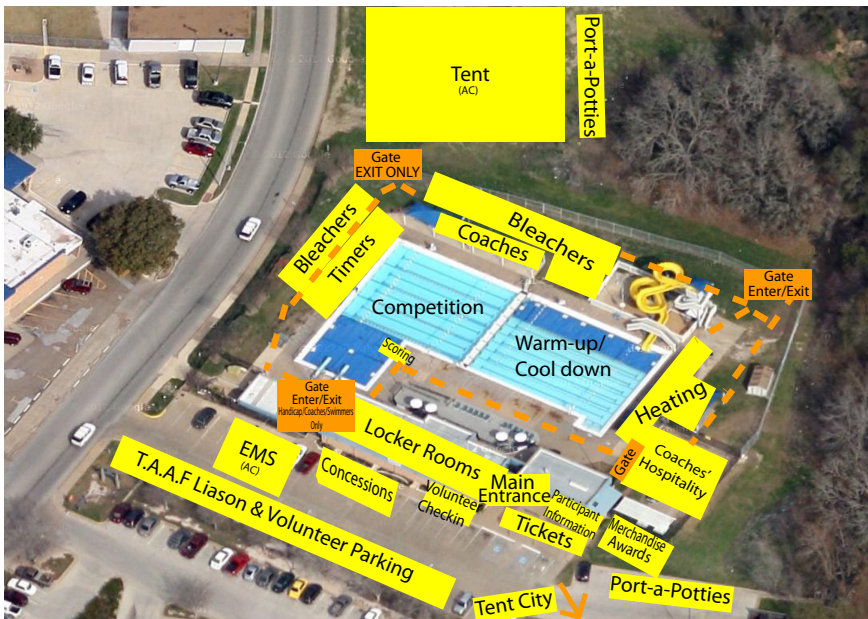 Tent
(AC)
Port-a-Potties
Gate
EXIT ONLY
Bleachers
Timers
Bleachers
Coaches
Gate
Enter/Exit
Competition
Warm-up/
Cool down
Scoring
Gate
Enter/Exit
Handicap/Coaches/Swimmers
Only
Heating
Locker Rooms
EMS
(AC)
Concessions
T.A.A.F Liason & Volunteer Parking
Volunteer
Checkin
Main
Entrance
Participant
Information
Tickets
Gate
Coaches'
Hospitality
Merchandise
Awards
Tent City
Port-a-Potties